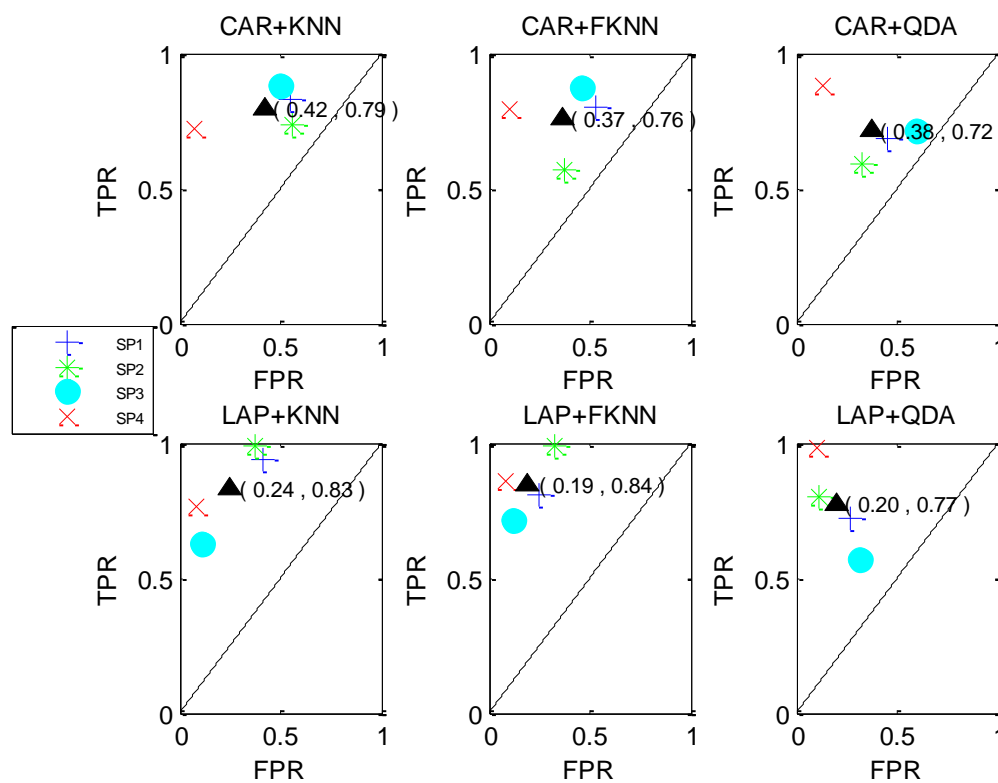 CAR+KNN
1
TPR
0.5
( 0.42 , 0.79 )
0
0
0.5
1
FPR
CAR+FKNN
1
TPR
0.5
( 0.37 , 0.76 )
0
0
0.5
1
FPR
CAR+QDA
1
TPR
0.5
( 0.38 , 0.72
0
0
0.5
1
FPR
SP1
SP2
SP3
SP4
LAP+KNN
1
TPR
0.5
( 0.24 , 0.83 )
0
0
0.5
1
FPR
LAP+FKNN
1
TPR
0.5
( 0.19 , 0.84 )
0
0
0.5
1
FPR
LAP+QDA
1
TPR
0.5
( 0.20 , 0.77 )
0
0
0.5
1
FPR